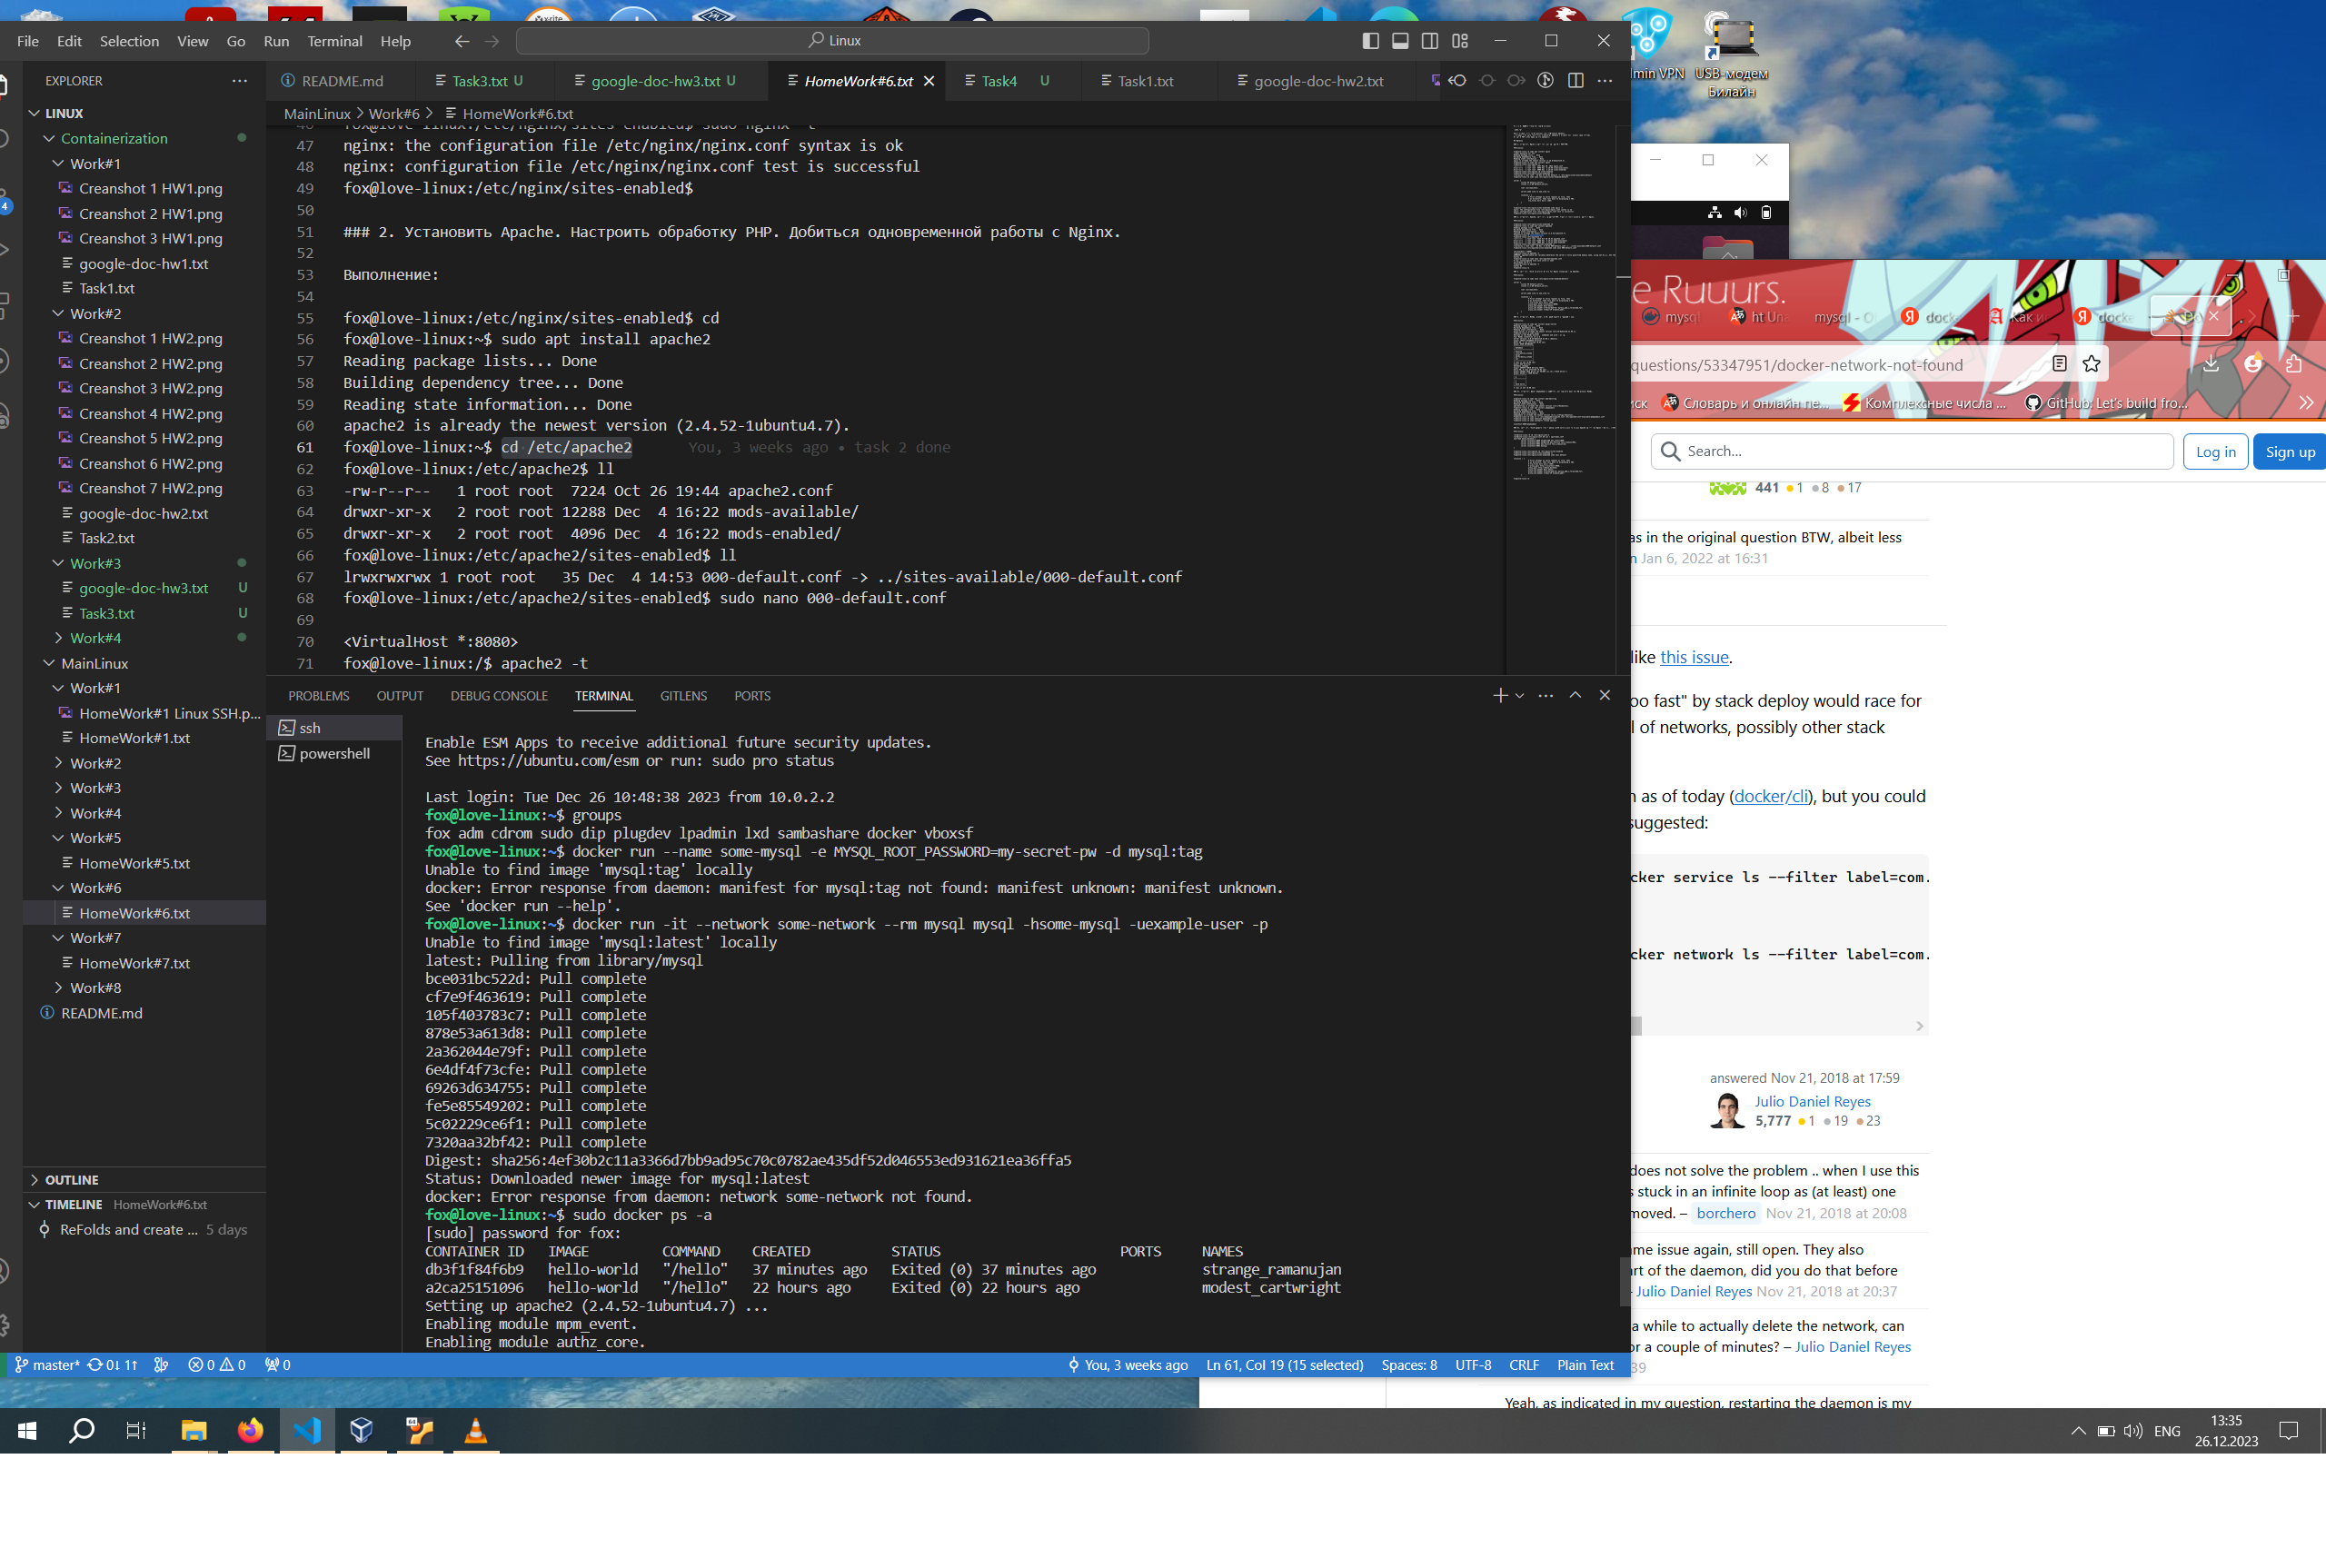 File Edit Selection View Go Run Terminal Help
Linux
EXPLORER
README.md
Task3.txt U
google-doc-hw3.txt U
HomeWork#6.txt
Task4 U
Task1.txt
google-doc-hw2.txt
MainLinux > Work#6 > HomeWork#6.txt
LINUX
Containerization
Work#1
Creanshot 1 HW1.png
Creanshot 2 HW1.png
Creanshot 3 HW1.png
google-doc-hw1.txt
Task1.txt
Work#2
Creanshot 1 HW2.png
Creanshot 2 HW2.png
Creanshot 3 HW2.png
Creanshot 4 HW2.png
Creanshot 5 HW2.png
Creanshot 6 HW2.png
Creanshot 7 HW2.png
google-doc-hw2.txt
Task2.txt
Work#3
google-doc-hw3.txt U
Task3.txt U
Work#4
MainLinux
Work#1
HomeWork#1 Linux SSH.p...
HomeWork#1.txt
Work#2
Work#3
Work#4
Work#5
HomeWork#5.txt
Work#6
HomeWork#6.txt
Work#7
HomeWork#7.txt
Work#8
README.md
OUTLINE
TIMELINE HomeWork#6.txt
ReFolds and create ... 5 days
46 fox@love-linux:/etc/nginx/sites-enabled$ sudo nginx -t
47 nginx: the configuration file /etc/nginx/nginx.conf syntax is ok
48 nginx: configuration file /etc/nginx/nginx.conf test is successful
49 fox@love-linux:/etc/nginx/sites-enabled$
50
51 ### 2. Установить Apache. Настроить обработку PHP. Добиться одновременной работы с Nginx.
52
53 Выполнение:
54
55 fox@love-linux:/etc/nginx/sites-enabled$ cd
56 fox@love-linux:~$ sudo apt install apache2
57 Reading package lists... Done
58 Building dependency tree... Done
59 Reading state information... Done
60 apache2 is already the newest version (2.4.52-1ubuntu4.7).
61 fox@love-linux:~$ cd /etc/apache2 You, 3 weeks ago • task 2 done
62 fox@love-linux:/etc/apache2$ ll
63 -rw-r--r-- 1 root root 7224 Oct 26 19:44 apache2.conf
64 drwxr-xr-x 2 root root 12288 Dec 4 16:22 mods-available/
65 drwxr-xr-x 2 root root 4096 Dec 4 16:22 mods-enabled/
66 fox@love-linux:/etc/apache2/sites-enabled$ ll
67 lrwxrwxrwx 1 root root 35 Dec 4 14:53 000-default.conf -> ../sites-available/000-default.conf
68 fox@love-linux:/etc/apache2/sites-enabled$ sudo nano 000-default.conf
69
70 <VirtualHost *:8080>
71 fox@love-linux:/$ apache2 -t
PROBLEMS OUTPUT DEBUG CONSOLE TERMINAL GITLENS PORTS
ssh
powershell
Enable ESM Apps to receive additional future security updates.
See https://ubuntu.com/esm or run: sudo pro status
Last login: Tue Dec 26 10:48:38 2023 from 10.0.2.2
fox@love-linux:~$ groups
fox adm cdrom sudo dip plugdev lpadmin lxd sambashare docker vboxsf
fox@love-linux:~$ docker run --name some-mysql -e MYSQL_ROOT_PASSWORD=my-secret-pw -d mysql:tag
Unable to find image 'mysql:tag' locally
docker: Error response from daemon: manifest for mysql:tag not found: manifest unknown: manifest unknown.
See 'docker run --help'.
fox@love-linux:~$ docker run -it --network some-network --rm mysql mysql -hsome-mysql -uexample-user -p
Unable to find image 'mysql:latest' locally
latest: Pulling from library/mysql
bce031bc522d: Pull complete
cf7e9f463619: Pull complete
105f403783c7: Pull complete
878e53a613d8: Pull complete
2a362044e79f: Pull complete
6e4df4f73cfe: Pull complete
69263d634755: Pull complete
fe5e85549202: Pull complete
5c02229ce6f1: Pull complete
7320aa32bf42: Pull complete
Digest: sha256:4ef30b2c11a3366d7bb9ad95c70c0782ae435df52d046553ed931621ea36ffa5
Status: Downloaded newer image for mysql:latest
docker: Error response from daemon: network some-network not found.
fox@love-linux:~$ sudo docker ps -a
[sudo] password for fox:
CONTAINER ID IMAGE COMMAND CREATED STATUS PORTS NAMES
db3f1f84f6b9 hello-world "/hello" 37 minutes ago Exited (0) 37 minutes ago strange_ramanujan
a2ca25151096 hello-world "/hello" 22 hours ago Exited (0) 22 hours ago modest_cartwright
Setting up apache2 (2.4.52-1ubuntu4.7) ...
Enabling module mpm_event.
Enabling module authz_core.
master* 0↓ 1↑ 0 0 0
You, 3 weeks ago Ln 61, Col 19 (15 selected) Spaces: 8 UTF-8 CRLF Plain Text
dmin VPN
USB-модем Билайн
e Ruuurs.
mysql
ht Una
mysql - O
docke
Как и
docke
questions/53347951/docker-network-not-found
иск Словарь и онлайн пе... Комплексные числа ... GitHub: Let's build fro...
Search...
Log in
Sign up
441 1 8 17
as in the original question BTW, albeit less
n Jan 6, 2022 at 16:31
like this issue.
oo fast" by stack deploy would race for
l of networks, possibly other stack
n as of today (docker/cli), but you could
suggested:
cker service ls --filter label=com.
cker network ls --filter label=com.
answered Nov 21, 2018 at 17:59
Julio Daniel Reyes
5,777 1 19 23
does not solve the problem .. when I use this
s stuck in an infinite loop as (at least) one
moved. – borchero Nov 21, 2018 at 20:08
me issue again, still open. They also
rt of the daemon, did you do that before
– Julio Daniel Reyes Nov 21, 2018 at 20:37
a while to actually delete the network, can
or a couple of minutes? – Julio Daniel Reyes
39
Yeah, as indicated in my question, restarting the daemon is my
ENG
13:35
26.12.2023